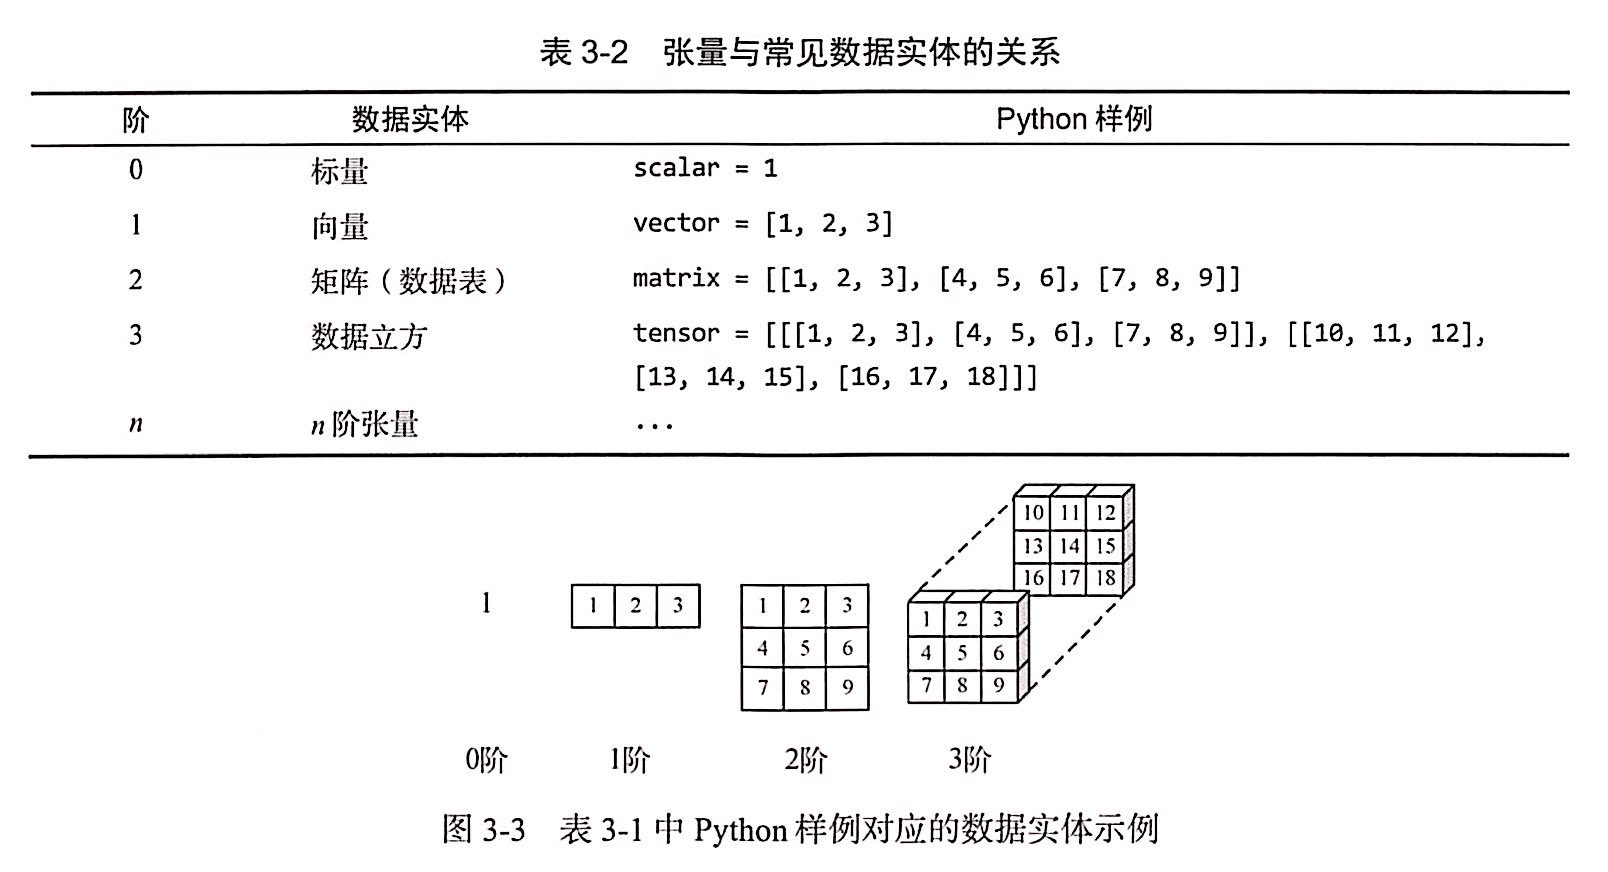 表 3-2 张量与常见数据实体的关系
阶 数据实体 Python 样例
0 标量 scalar = 1
1 向量 vector = [1, 2, 3]
2 矩阵（数据表） matrix = [[1, 2, 3], [4, 5, 6], [7, 8, 9]]
3 数据立方 tensor = [[[1, 2, 3], [4, 5, 6], [7, 8, 9]], [[10, 11, 12],
[13, 14, 15], [16, 17, 18]]]
n n 阶张量 ...
10 11 12
13 14 15
16 17 18
1
1 2 3
1 2 3
4 5 6
7 8 9
1 2 3
4 5 6
7 8 9
0阶 1阶 2阶 3阶
图 3-3 表 3-1 中 Python 样例对应的数据实体示例